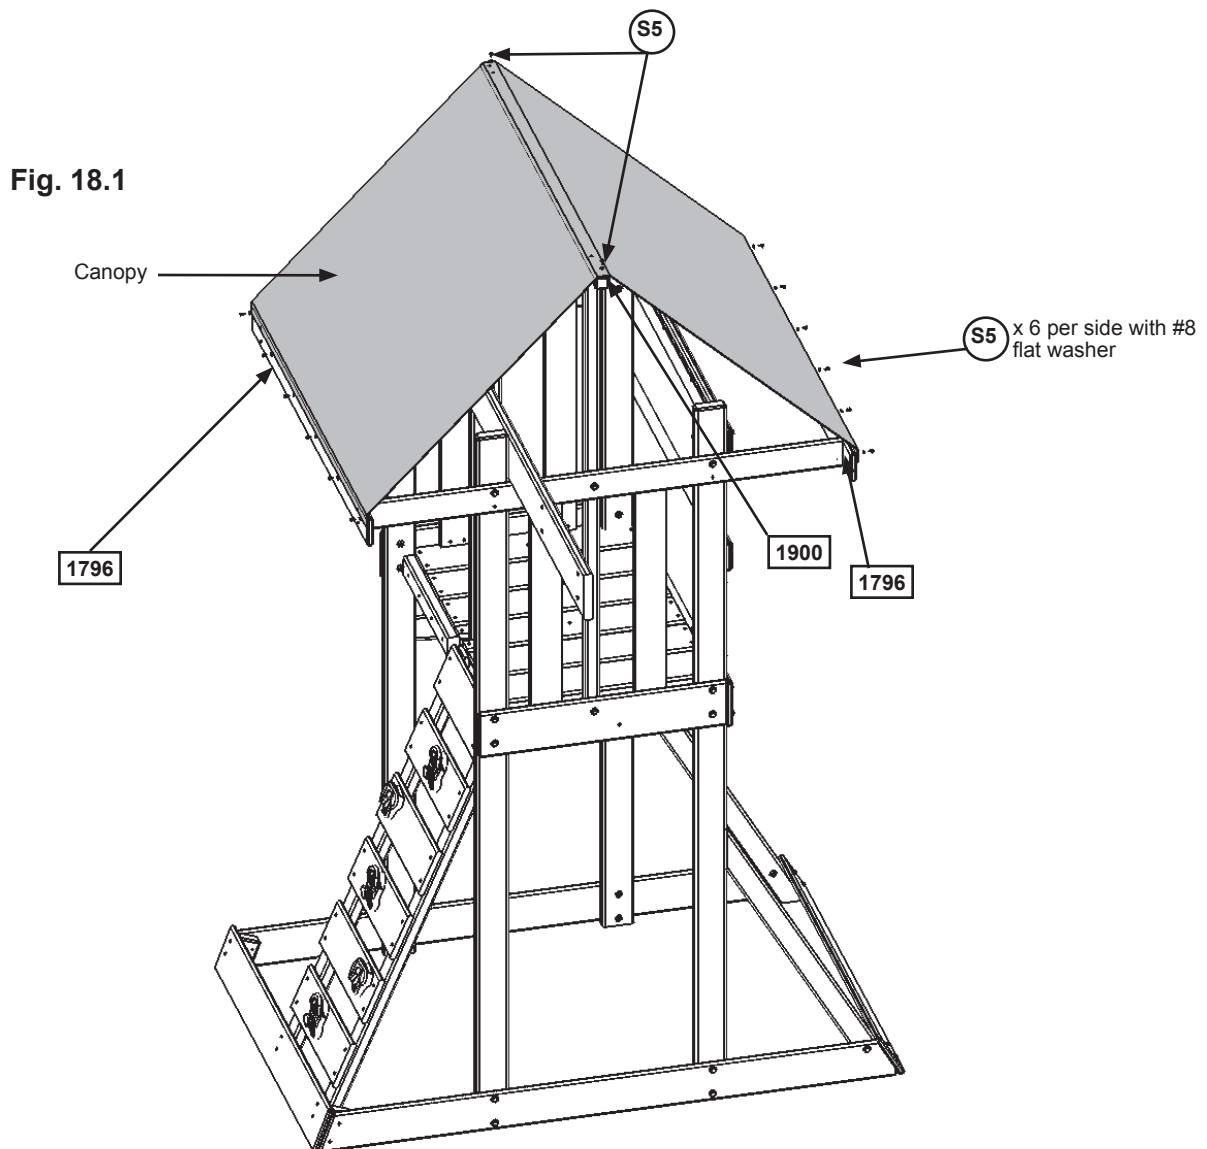 S5
Fig. 18.1
Canopy
S5 x 6 per side with #8
flat washer
1796
1900
1796